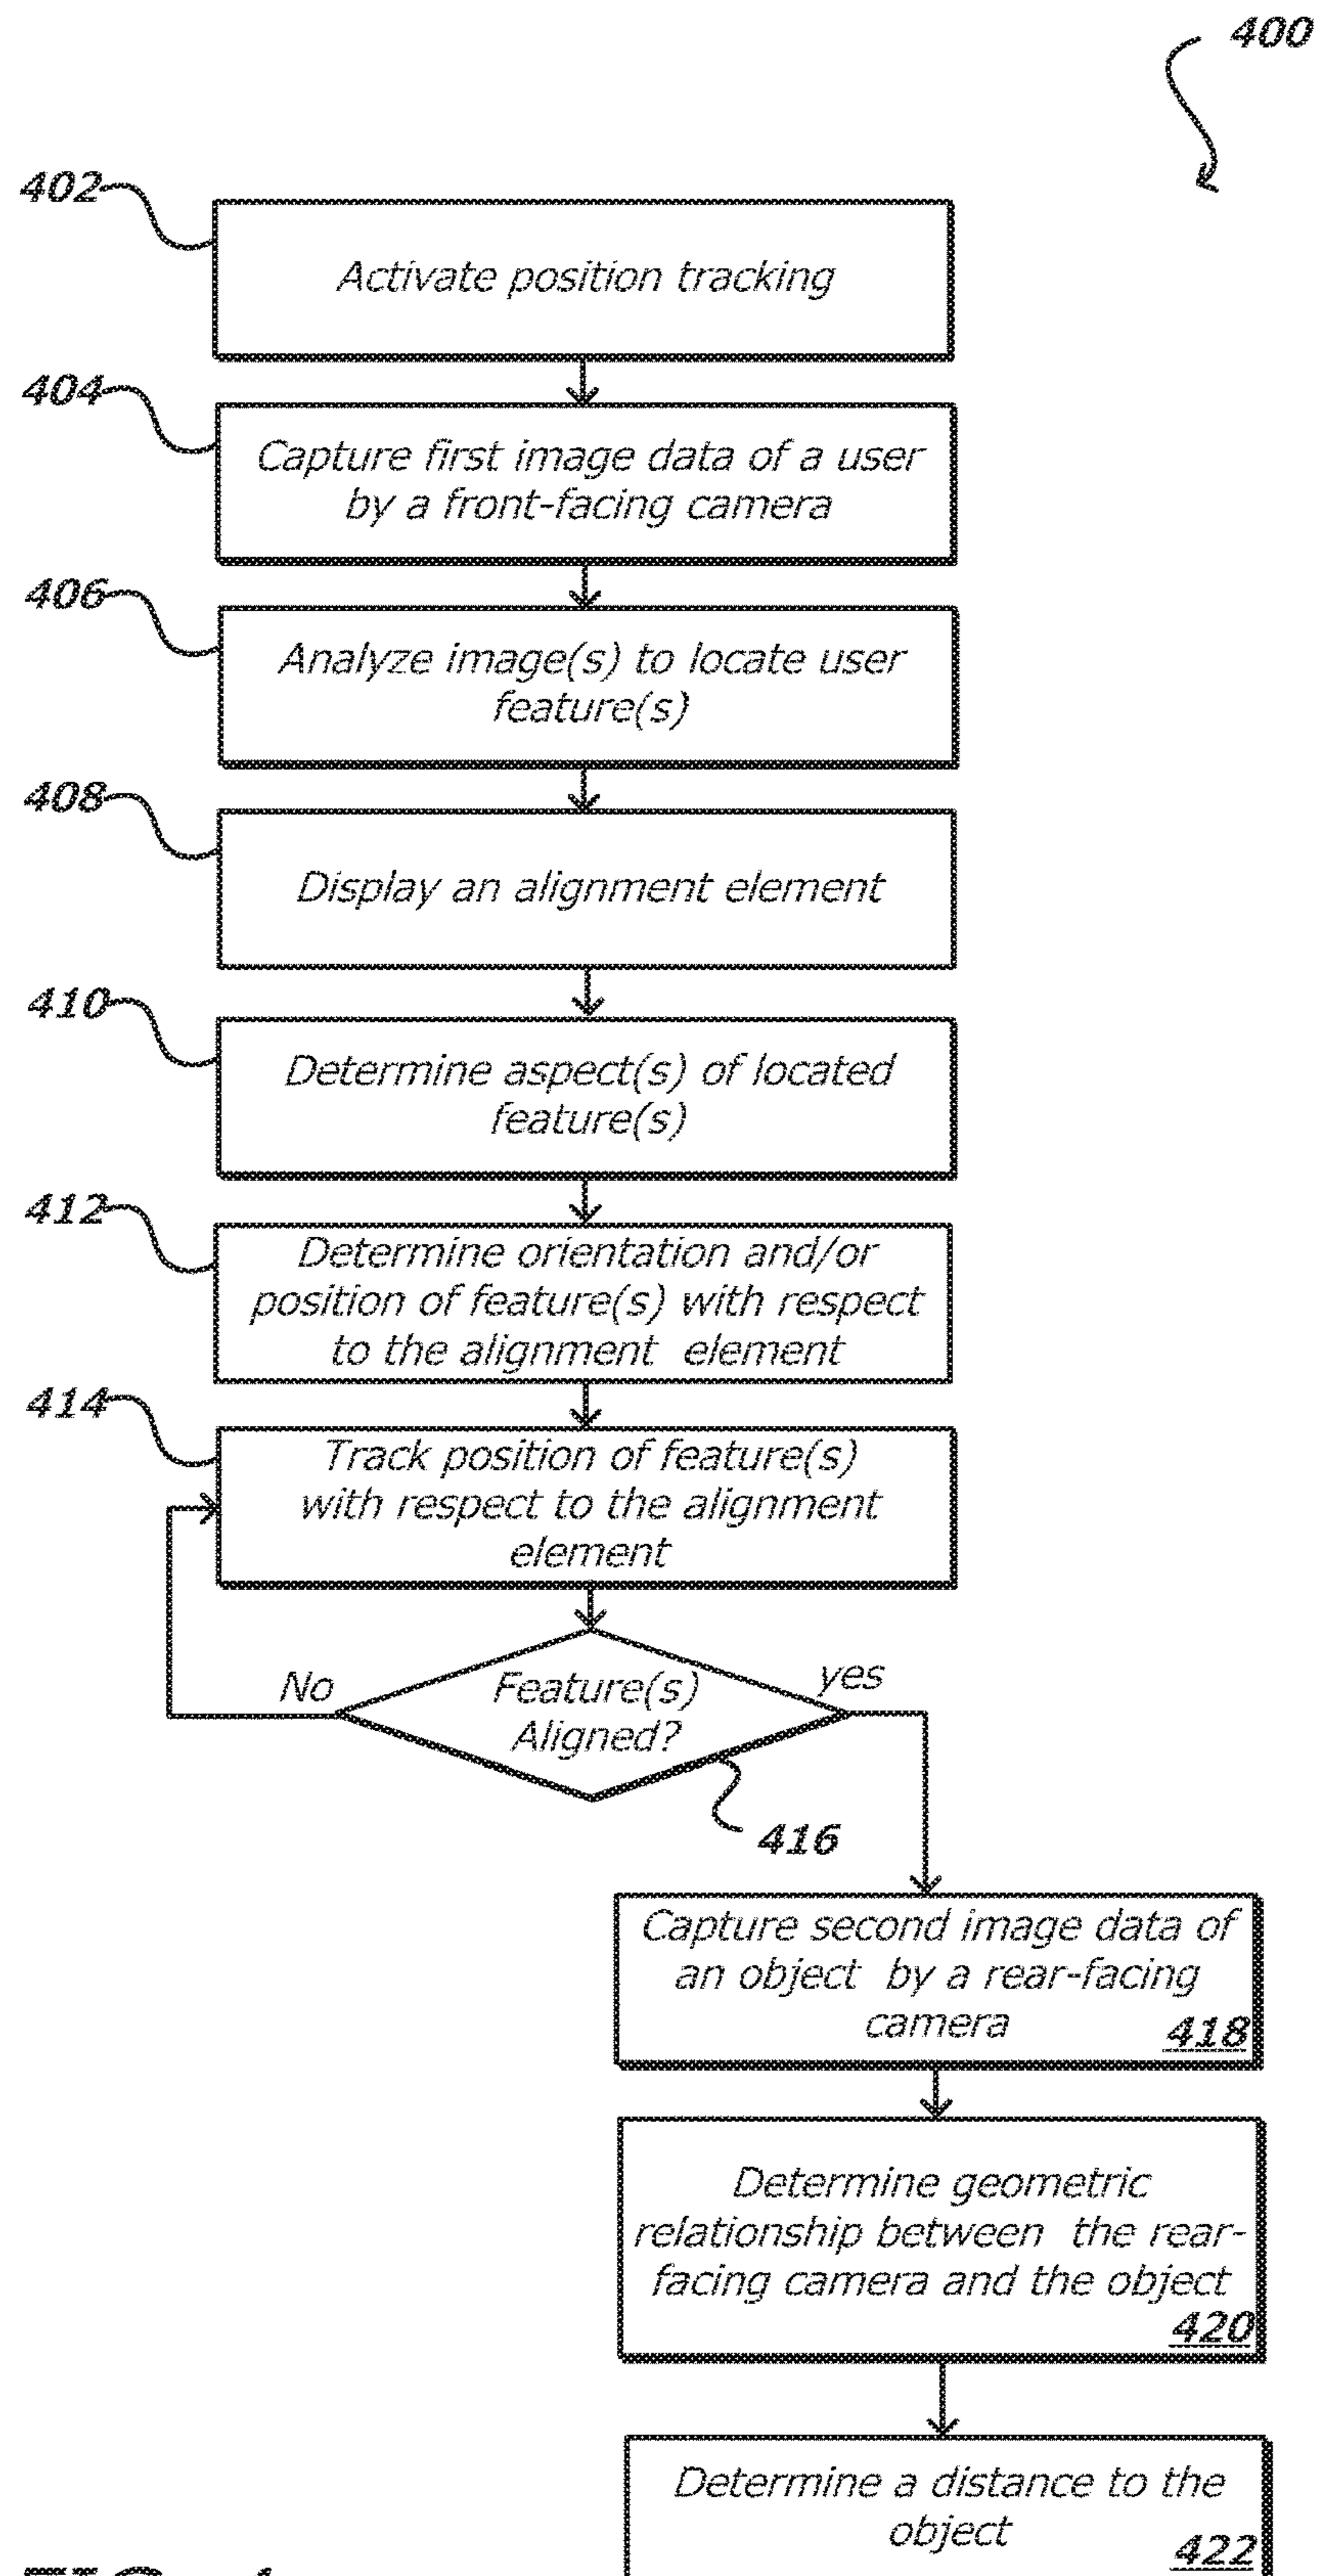 400
402
Activate position tracking
404
Capture first image data of a user
by a front-facing camera
406
Analyze image(s) to locate user
feature(s)
408
Display an alignment element
410
Determine aspect(s) of located
feature(s)
412
Determine orientation and/or
position of feature(s) with respect
to the alignment element
414
Track position of feature(s)
with respect to the alignment
element
No
Feature(s)
Aligned?
yes
416
Capture second image data of
an object by a rear-facing
camera
418
Determine geometric
relationship between the rear-
facing camera and the object
420
Determine a distance to the
object
422